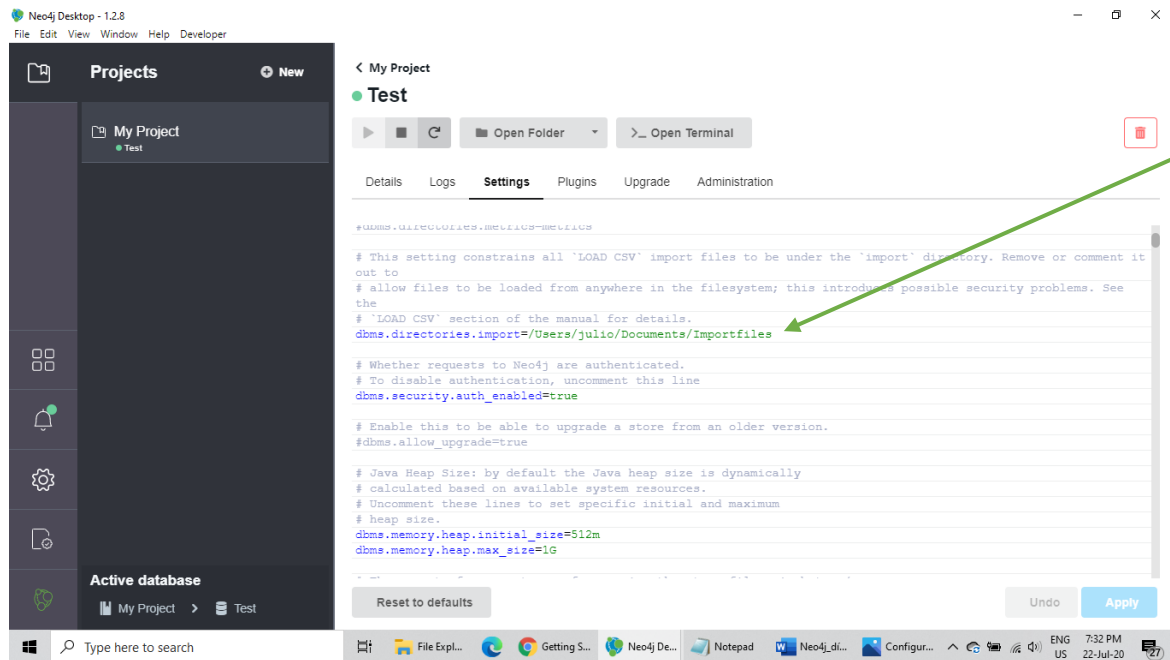 Neo4j Desktop - 1.2.8
File Edit View Window Help Developer
Projects
New
My Project
Test
My Project
Test
Open Folder
>_ Open Terminal
Details Logs Settings Plugins Upgrade Administration
#dbms.directories.metrics=metrics
# This setting constrains all `LOAD CSV` import files to be under the `import` directory. Remove or comment it
out to
# allow files to be loaded from anywhere in the filesystem; this introduces possible security problems. See
the
# `LOAD CSV` section of the manual for details.
dbms.directories.import=/Users/julio/Documents/Importfiles
# Whether requests to Neo4j are authenticated.
# To disable authentication, uncomment this line
dbms.security.auth_enabled=true
# Enable this to be able to upgrade a store from an older version.
#dbms.allow_upgrade=true
# Java Heap Size: by default the Java heap size is dynamically
# calculated based on available system resources.
# Uncomment these lines to set specific initial and maximum
# heap size.
dbms.memory.heap.initial_size=512m
dbms.memory.heap.max_size=1G
Active database
My Project > Test
Reset to defaults
Undo
Apply
Type here to search
File Expl...
Getting S...
Neo4j De...
Notepad
Neo4j_dí...
Configur...
ENG
US
7:32 PM
22-Jul-20
27